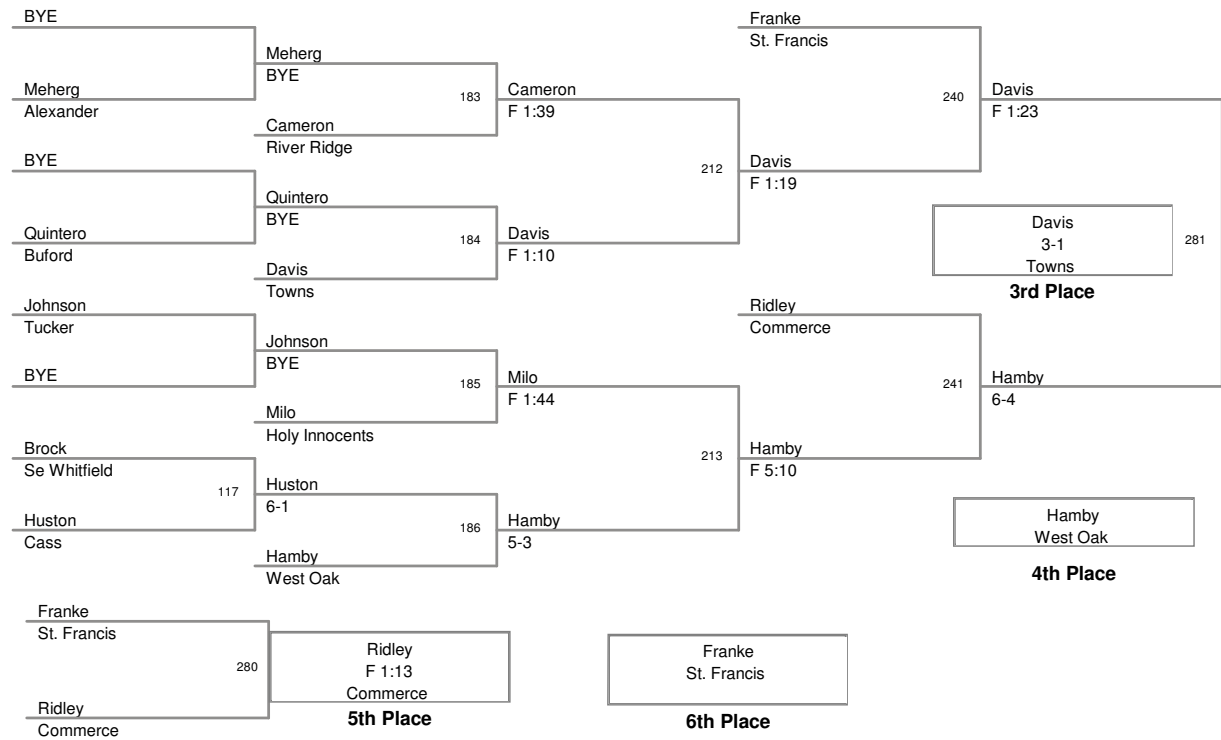 BYE
Meherg
Alexander
BYE
Quintero
Buford
Johnson
Tucker
BYE
Brock
Se Whitfield
117
Huston
Cass
Meherg
BYE
183
Cameron
River Ridge
Quintero
BYE
184
Davis
Towns
Johnson
BYE
185
Milo
Holy Innocents
Huston
6-1
186
Hamby
West Oak
Cameron
F 1:39
212
Davis
F 1:10
Milo
F 1:44
213
Hamby
5-3
Franke
St. Francis
240
Davis
F 1:19
Ridley
Commerce
241
Hamby
F 5:10
Davis
F 1:23
281
Hamby
6-4
Davis
3-1
Towns
3rd Place
Hamby
West Oak
4th Place
Franke
St. Francis
280
Ridley
Commerce
Ridley
F 1:13
Commerce
5th Place
Franke
St. Francis
6th Place